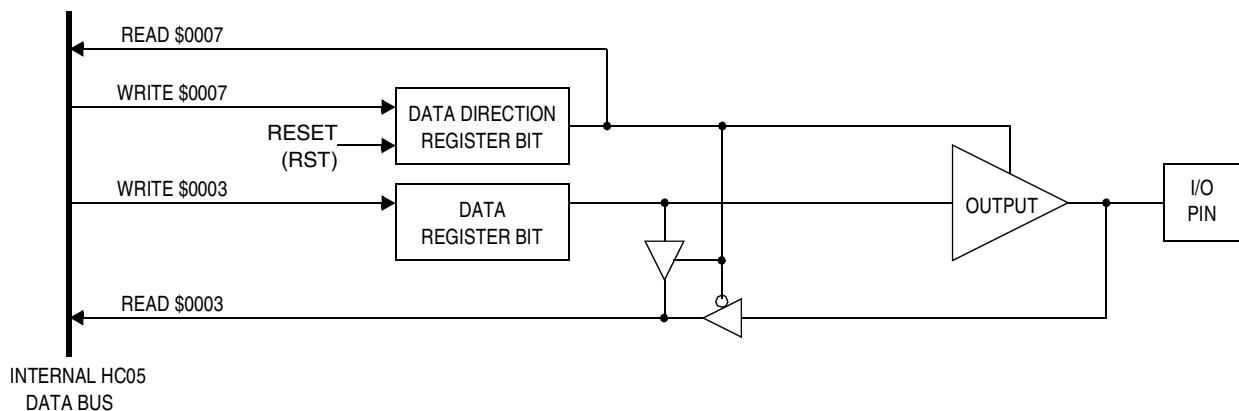 READ $0007
WRITE $0007
RESET
(RST)
DATA DIRECTION
REGISTER BIT
WRITE $0003
DATA
REGISTER BIT
OUTPUT
I/O
PIN
READ $0003
INTERNAL HC05
DATA BUS